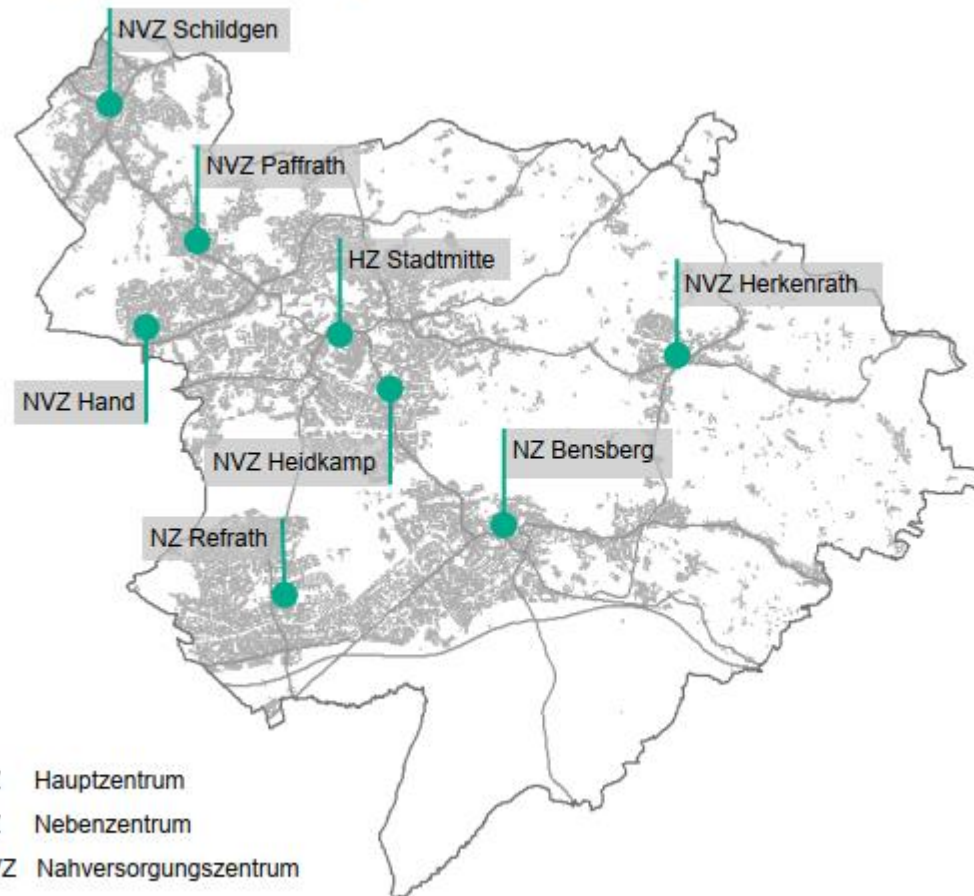 NVZ Schildgen
NVZ Paffrath
HZ Stadtmitte
NVZ Herkenrath
NVZ Hand
NVZ Heidkamp
NZ Bensberg
NZ Refrath
Hauptzentrum
Nebenzentrum
Nahversorgungszentrum